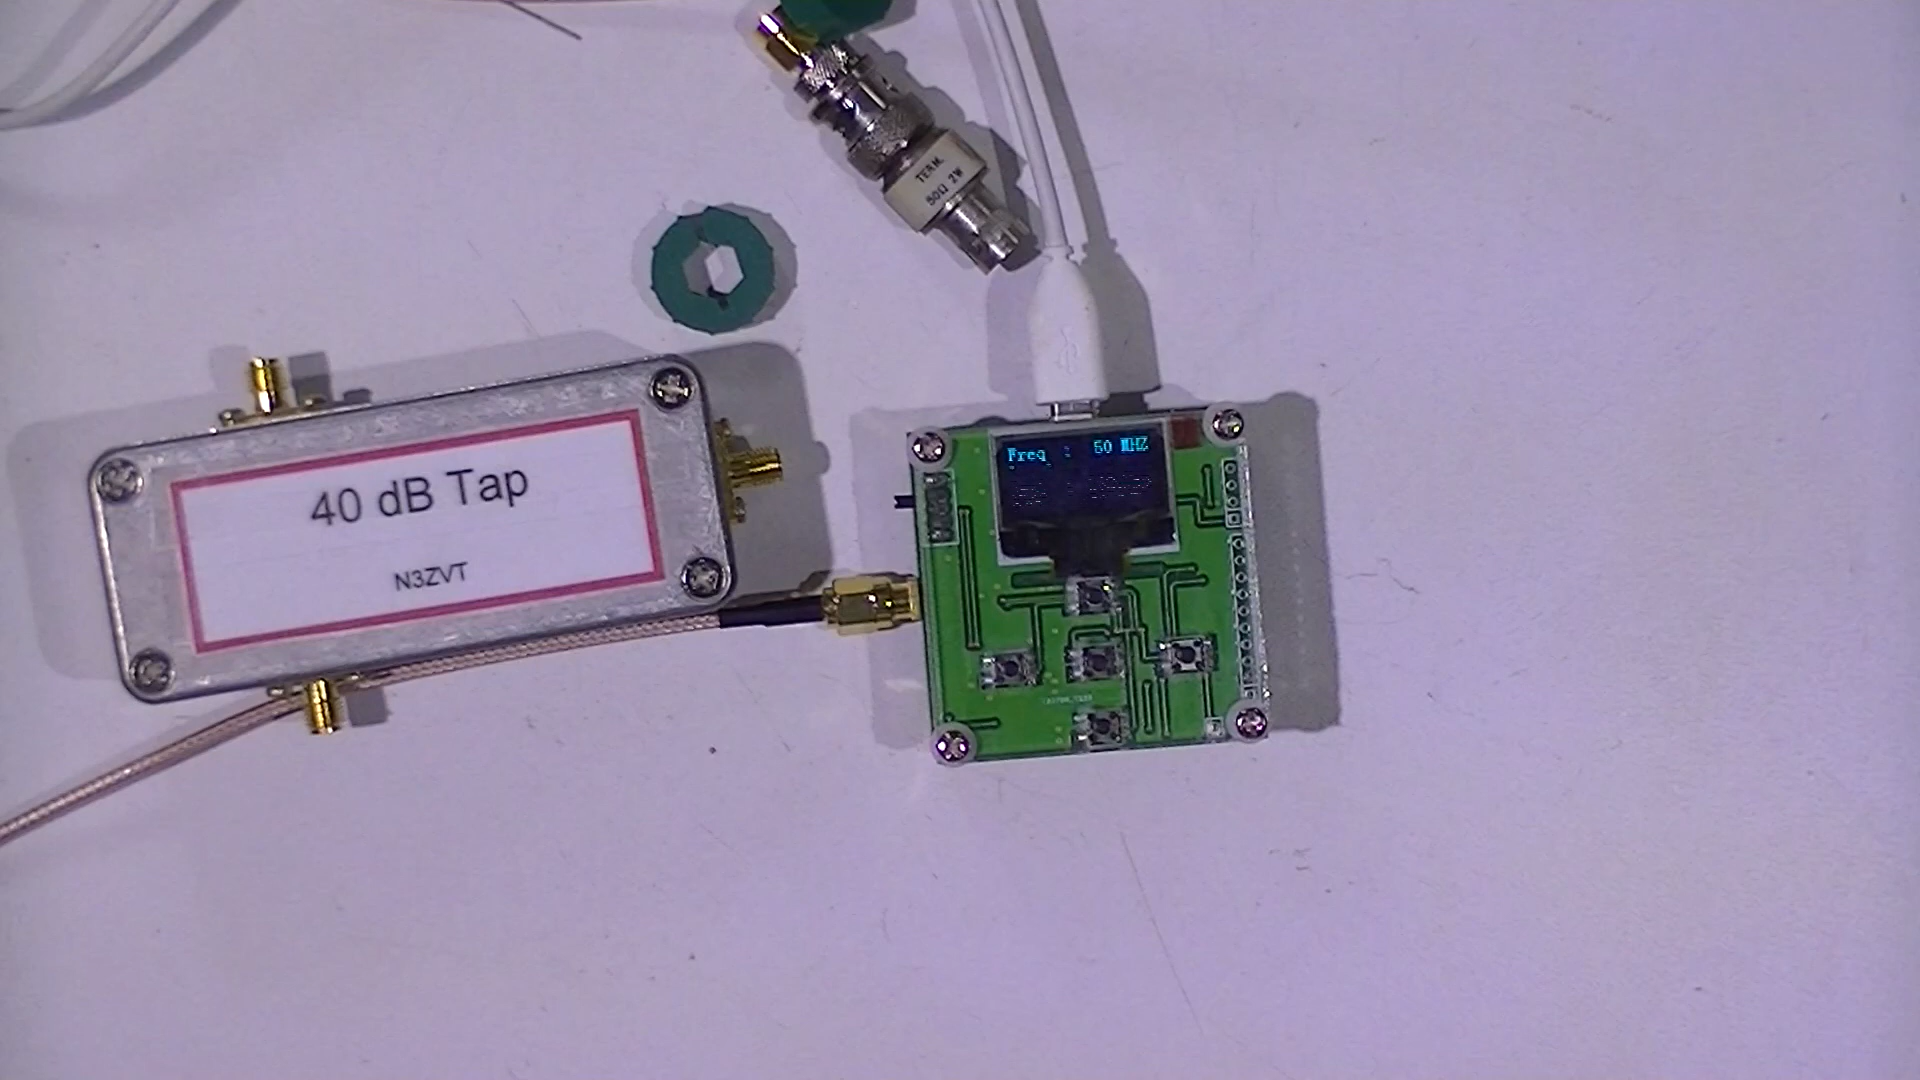 TERM.
50Ω 2W
Freq : 50 MHZ
40 dB Tap
N3ZVT